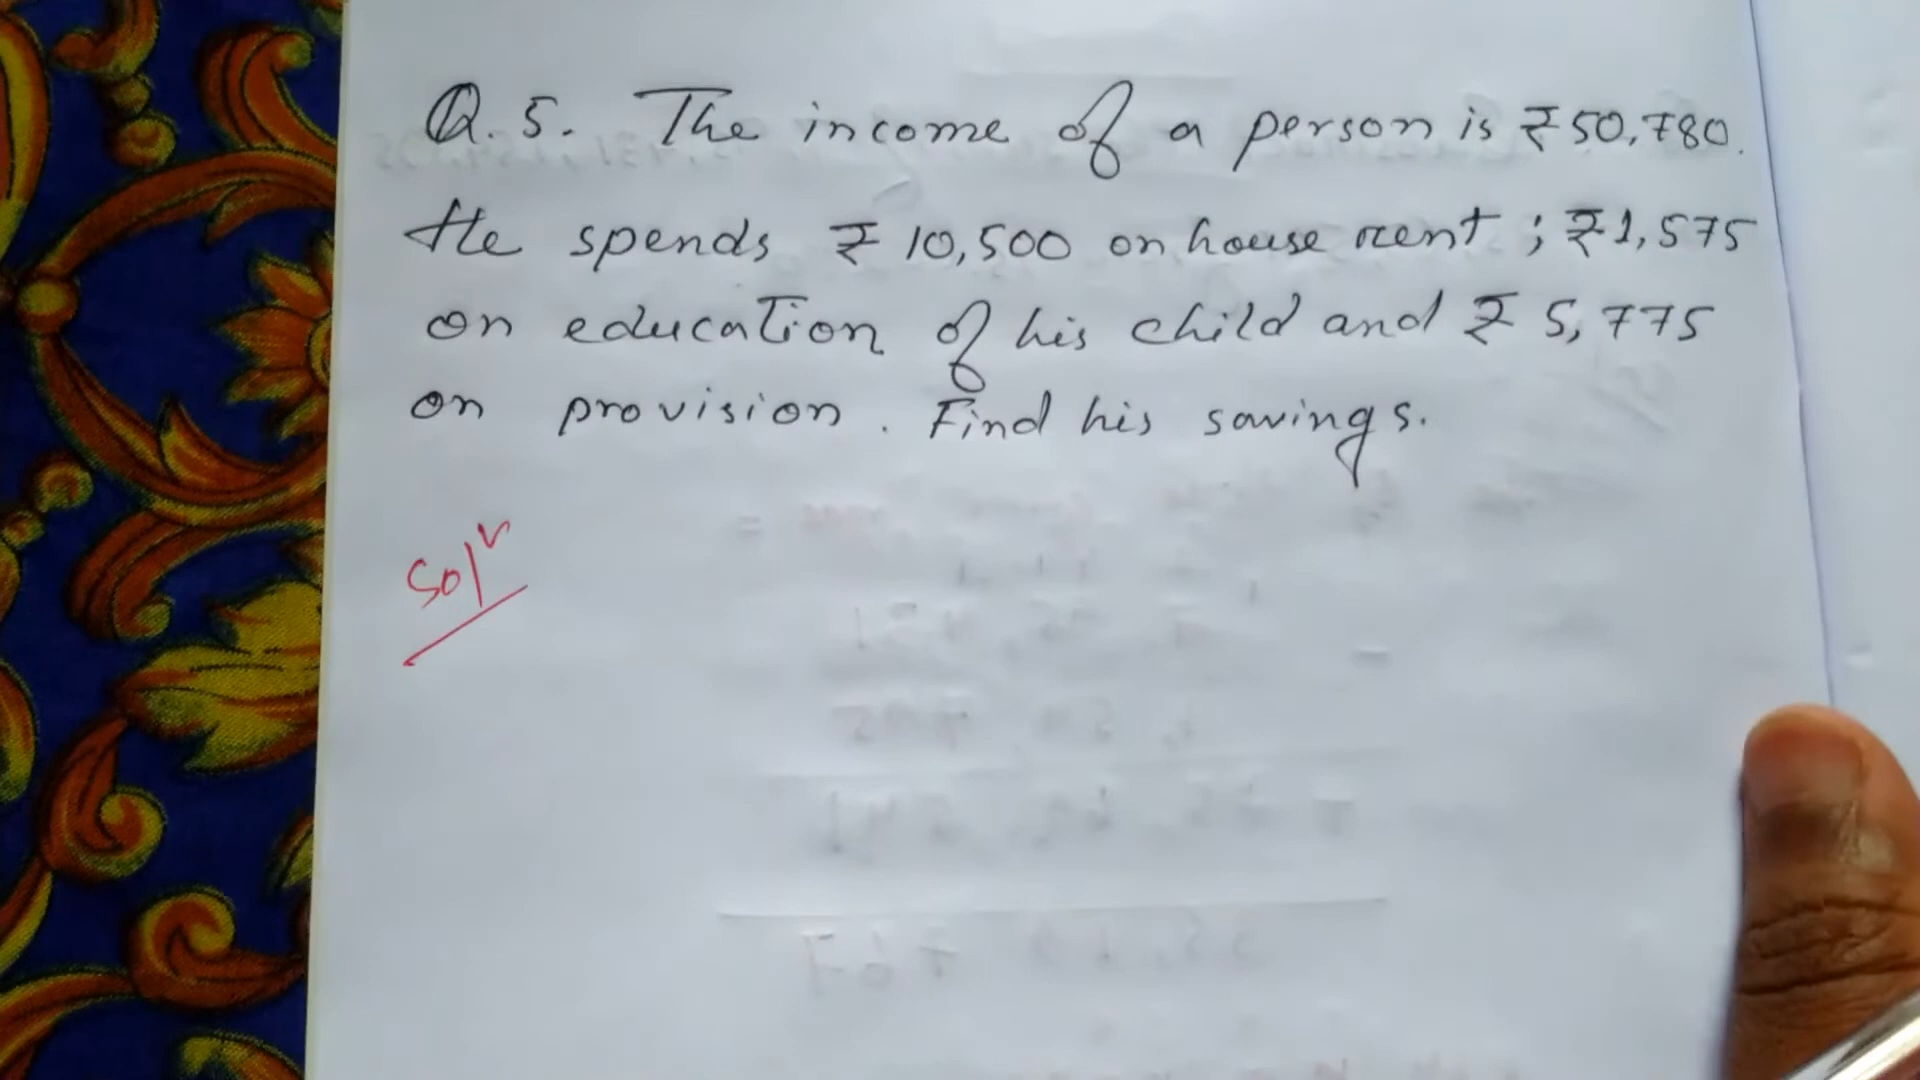 Q. 5. The income of a person is ₹50,780.
He spends ₹ 10,500 on house rent ; ₹1,575
on education of his child and ₹ 5,775
on provision. Find his savings.
Solⁿ